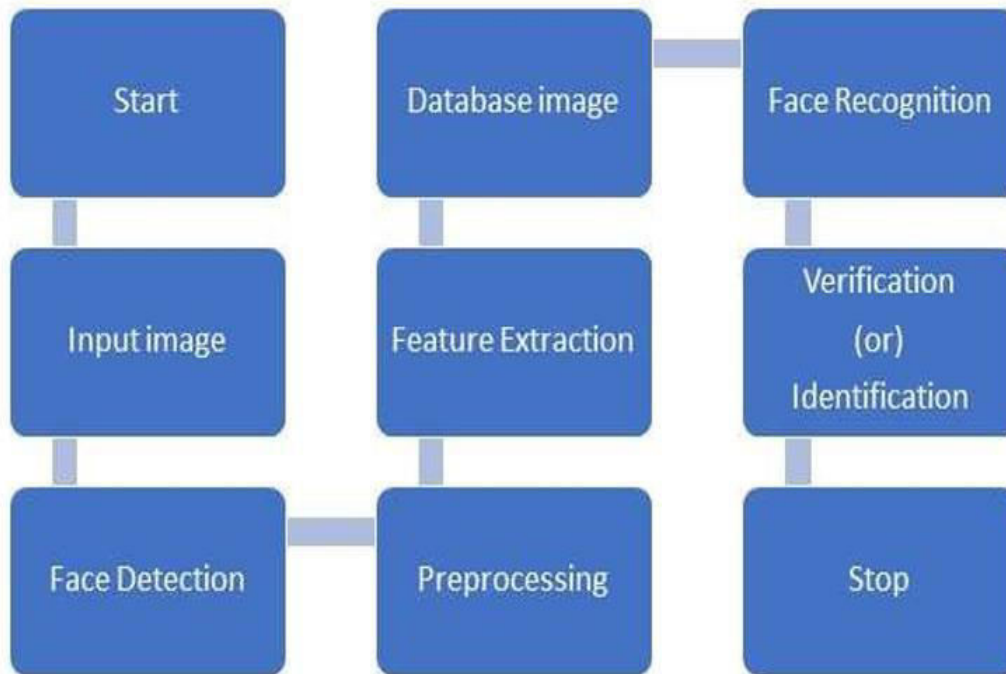 Start
Input image
Face Detection
Preprocessing
Feature Extraction
Database image
Face Recognition
Verification
(or)
Identification
Stop